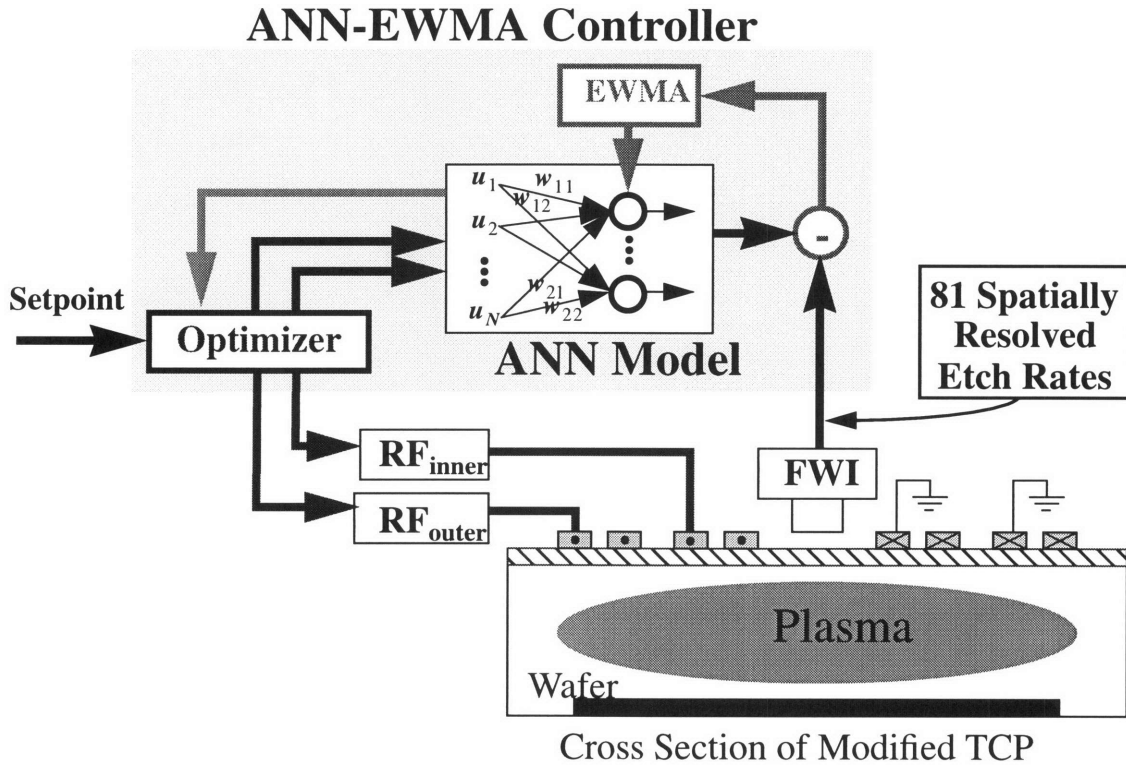 ANN-EWMA Controller
EWMA
u1 w11
w12
u2
w21
uN w22
-
Setpoint
Optimizer
ANN Model
81 Spatially
Resolved
Etch Rates
RFinner
FWI
RFouter
Plasma
Wafer
Cross Section of Modified TCP